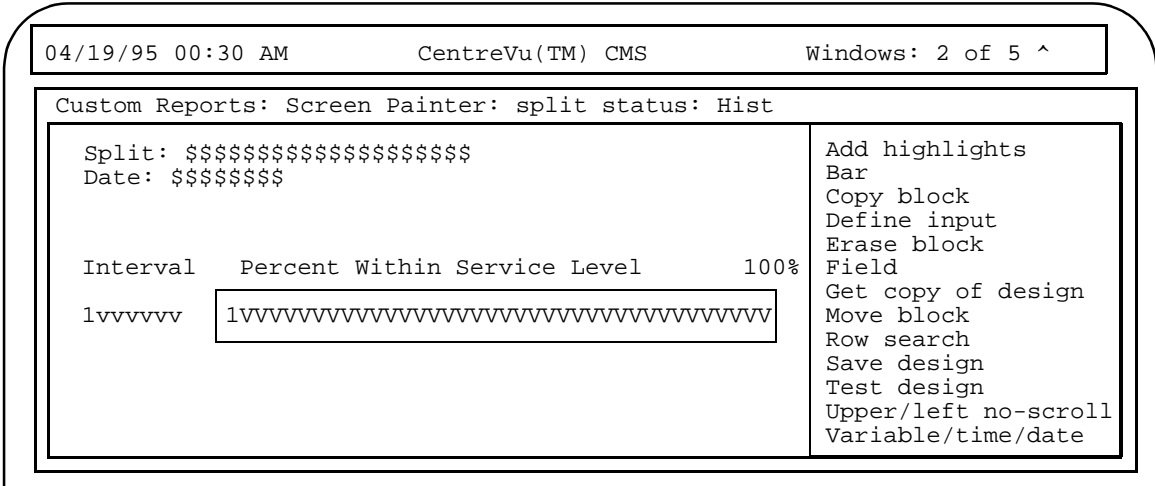 04/19/95 00:30 AM CentreVu(TM) CMS Windows: 2 of 5 ^
Custom Reports: Screen Painter: split status: Hist
Split: $$$$$$$$$$$$$$$$$$$$
Date: $$$$$$$$
Interval Percent Within Service Level 100%
1vvvvvv 1VVVVVVVVVVVVVVVVVVVVVVVVVVVVVVVVVVVVV
Add highlights
Bar
Copy block
Define input
Erase block
Field
Get copy of design
Move block
Row search
Save design
Test design
Upper/left no-scroll
Variable/time/date